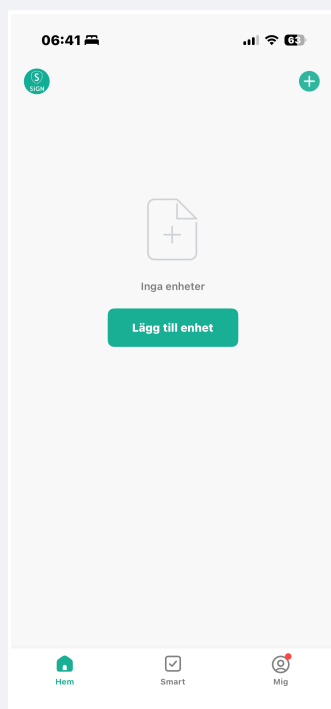 06:41
63
S
SiGN
Inga enheter
Lägg till enhet
Hem
Smart
Mig